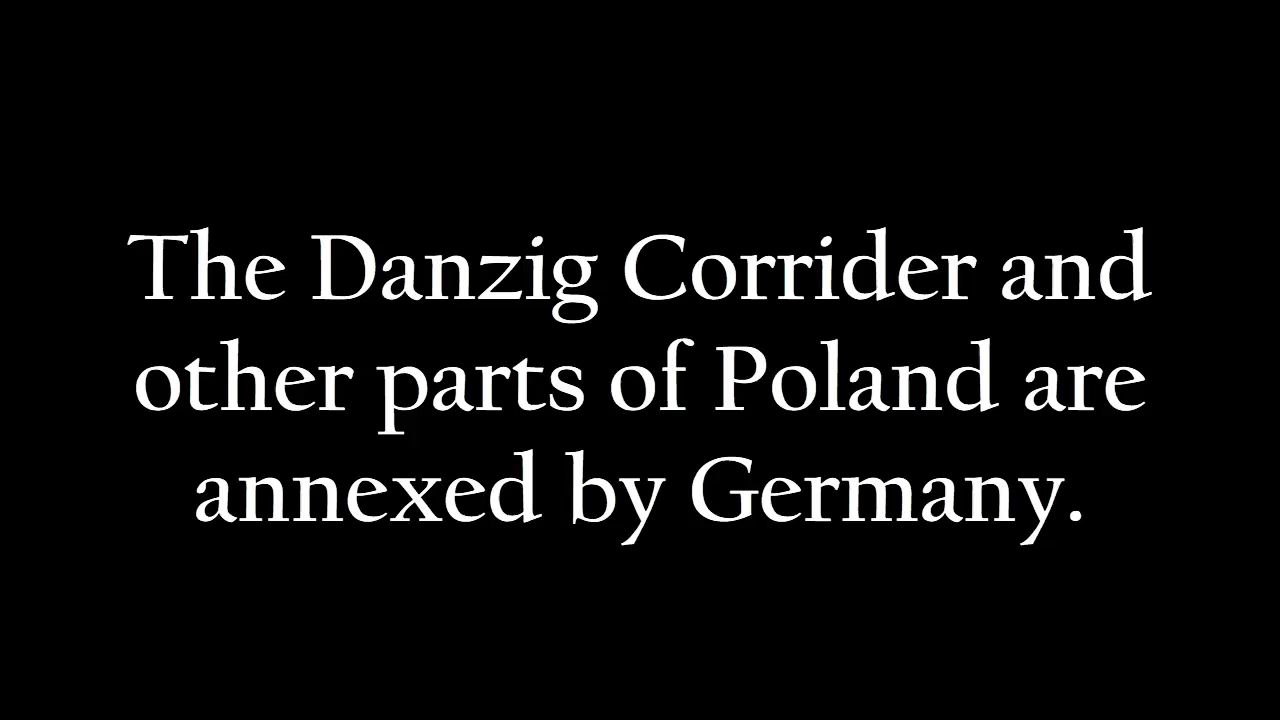 The Danzig Corrider and
other parts of Poland are
annexed by Germany.